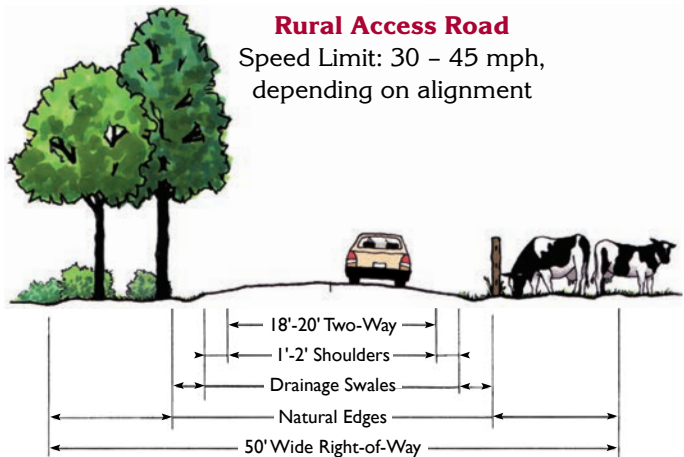 Rural Access Road
Speed Limit: 30 – 45 mph,
depending on alignment
18'-20' Two-Way
1'-2' Shoulders
Drainage Swales
Natural Edges
50' Wide Right-of-Way